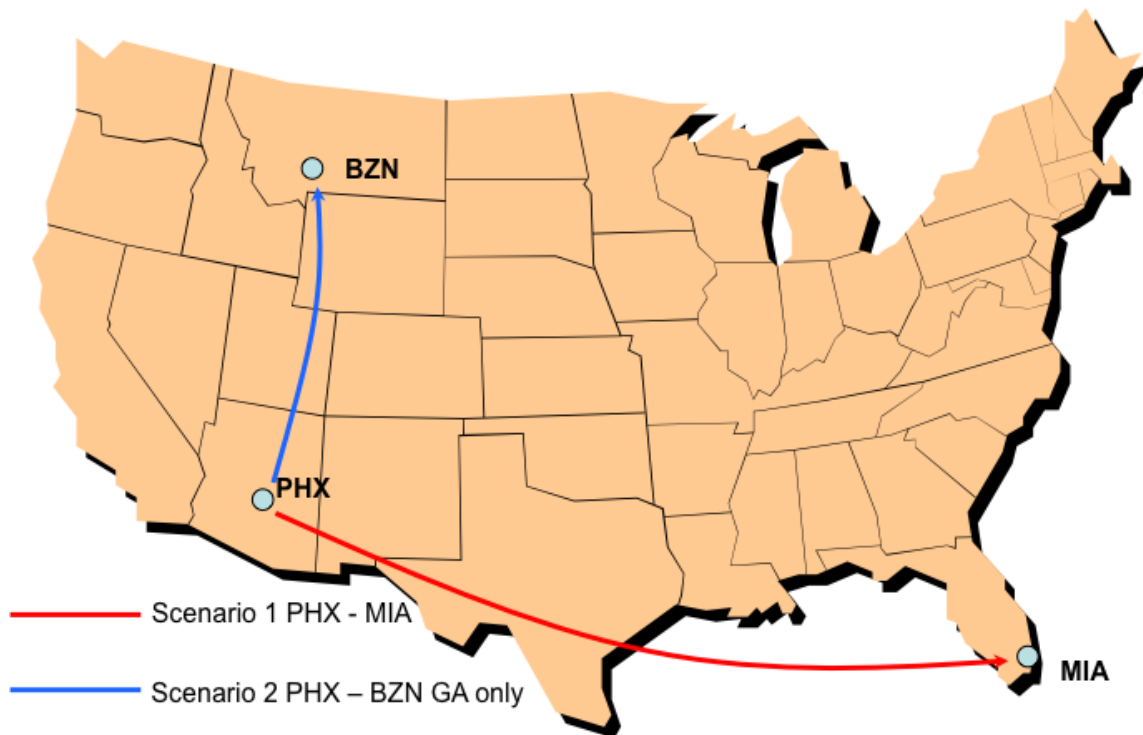 BZN
PHX
Scenario 1 PHX - MIA
MIA
Scenario 2 PHX – BZN GA only